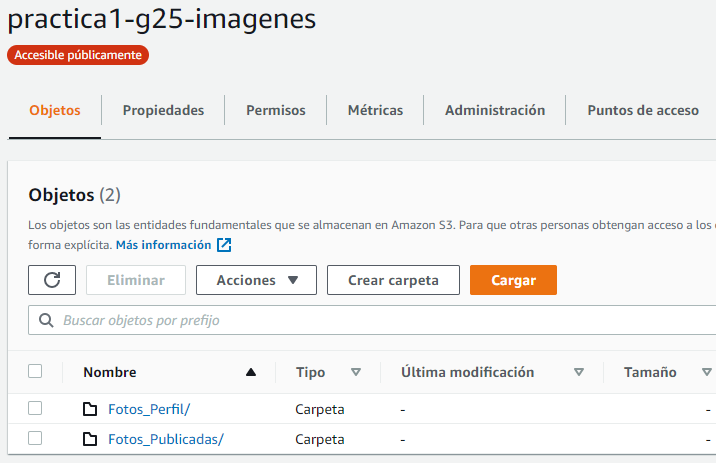 practica1-g25-imagenes
Accesible públicamente
Objetos Propiedades Permisos Métricas Administración Puntos de acceso
Objetos (2)
Los objetos son las entidades fundamentales que se almacenan en Amazon S3. Para que otras personas obtengan acceso a los
forma explícita. Más información
Eliminar Acciones Crear carpeta Cargar
Buscar objetos por prefijo
Nombre Tipo Última modificación Tamaño
Fotos_Perfil/ Carpeta - -
Fotos_Publicadas/ Carpeta - -